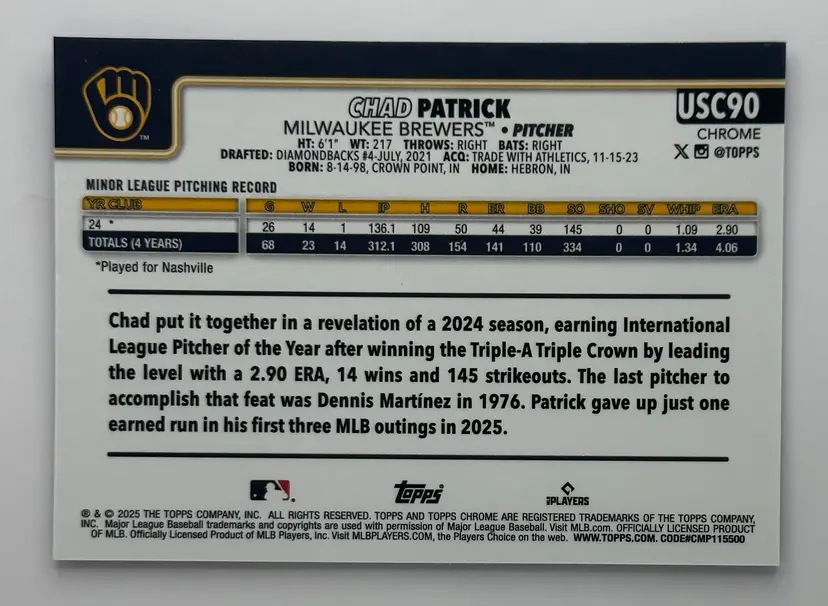 USC90
CHAD PATRICK
MILWAUKEE BREWERS™ • PITCHER
CHROME
HT: 6'1" WT: 217 THROWS: RIGHT BATS: RIGHT
@TOPPS
DRAFTED: DIAMONDBACKS #4-JULY, 2021 ACQ: TRADE WITH ATHLETICS, 11-15-23
BORN: 8-14-98, CROWN POINT, IN HOME: HEBRON, IN
TM
MINOR LEAGUE PITCHING RECORD
YR CLUB G W L IP H R ER BB SO SHO SV WHIP ERA
24 * 26 14 1 136.1 109 50 44 39 145 0 0 1.09 2.90
TOTALS (4 YEARS) 68 23 14 312.1 308 154 141 110 334 0 0 1.34 4.06
*Played for Nashville
Chad put it together in a revelation of a 2024 season, earning International
League Pitcher of the Year after winning the Triple-A Triple Crown by leading
the level with a 2.90 ERA, 14 wins and 145 strikeouts. The last pitcher to
accomplish that feat was Dennis Martínez in 1976. Patrick gave up just one
earned run in his first three MLB outings in 2025.
Topps
PLAYERS
® & © 2025 THE TOPPS COMPANY, INC. ALL RIGHTS RESERVED. TOPPS AND TOPPS CHROME ARE REGISTERED TRADEMARKS OF THE TOPPS COMPANY,
INC. Major League Baseball trademarks and copyrights are used with permission of Major League Baseball. Visit MLB.com. OFFICIALLY LICENSED PRODUCT
OF MLB. Officially Licensed Product of MLB Players, Inc. Visit MLBPLAYERS.COM, the Players Choice on the web. WWW.TOPPS.COM. CODE#CMP115500